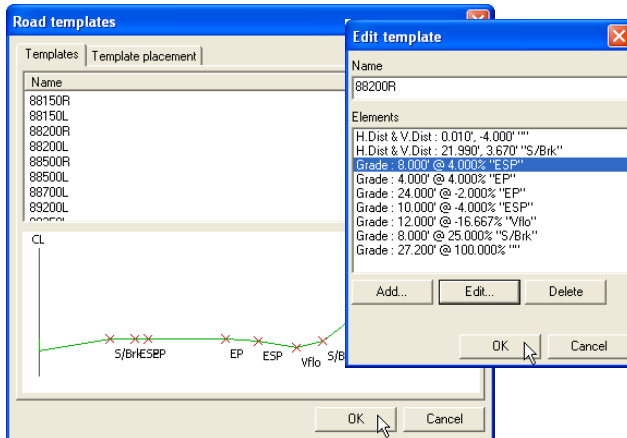 Road templates
Templates
Template placement
Name
88150R
88150L
88200R
88200L
88500R
88500L
88700L
89200L
CL
S/Brk
ESP
EP
EP
ESP
Vflo
S/B
OK
Cancel
Edit template
Name
88200R
Elements
H.Dist & V.Dist : 0.010', -4.000' ""
H.Dist & V.Dist : 21.990', 3.670' "S/Brk"
Grade : 8.000' @ 4.000% "ESP"
Grade : 4.000' @ 4.000% "EP"
Grade : 24.000' @ -2.000% "EP"
Grade : 10.000' @ -4.000% "ESP"
Grade : 12.000' @ -16.667% "Vflo"
Grade : 8.000' @ 25.000% "S/Brk"
Grade : 27.200' @ 100.000% ""
Add...
Edit...
Delete
OK
Cancel